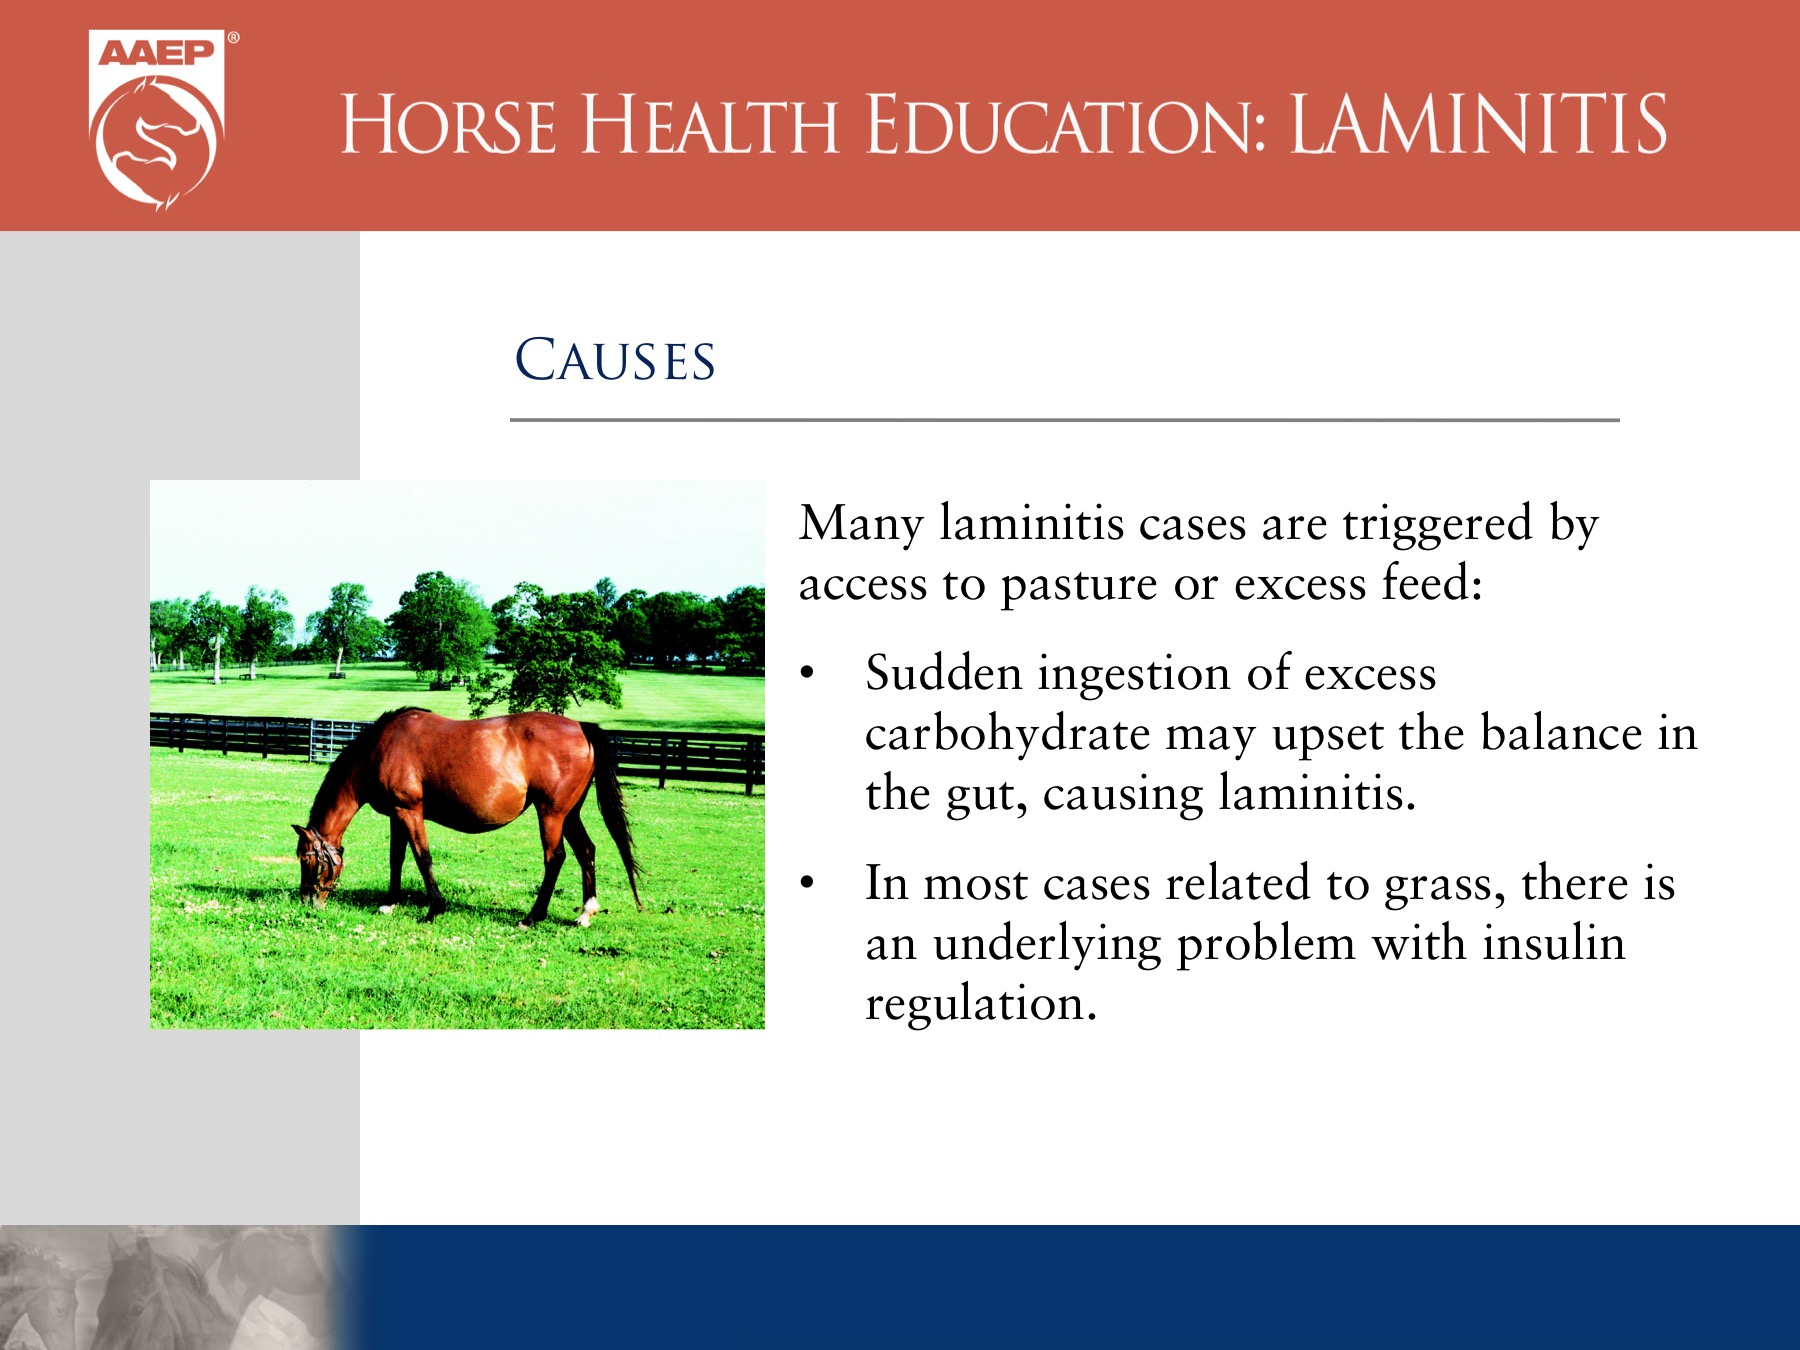 AAEP®
HORSE HEALTH EDUCATION: LAMINITIS
CAUSES
Many laminitis cases are triggered by
access to pasture or excess feed:
• Sudden ingestion of excess
carbohydrate may upset the balance in
the gut, causing laminitis.
• In most cases related to grass, there is
an underlying problem with insulin
regulation.